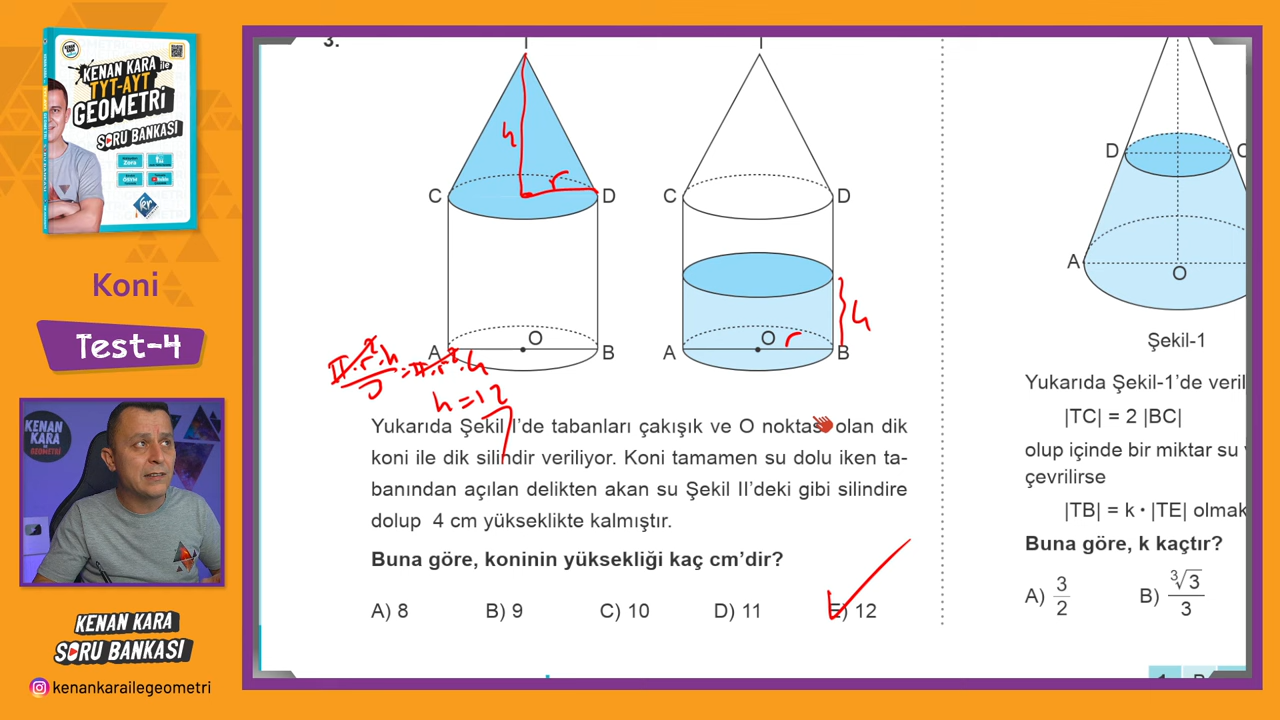 KENAN KARA ile
TYT-AYT
GEOMETRİ
SORU BANKASI
Koni
Test-4
KENAN KARA
KENAN KARA
SORU BANKASI
kenankarailegeometri
3.
h
r
C
D
A
O
B
C
D
A
O
r
B
h
h = 12
Yukarıda Şekil I'de tabanları çakışık ve O noktası olan dik
koni ile dik silindir veriliyor. Koni tamamen su dolu iken ta-
banından açılan delikten akan su Şekil II'deki gibi silindire
dolup 4 cm yükseklikte kalmıştır.
Buna göre, koninin yüksekliği kaç cm'dir?
A) 8 B) 9 C) 10 D) 11 E) 12
D
A
O
Şekil-1
Yukarıda Şekil-1'de veril
|TC| = 2 |BC|
olup içinde bir miktar su
çevrilirse
|TB| = k · |TE| olmak
Buna göre, k kaçtır?
A) 3/2 B) ∛3/3